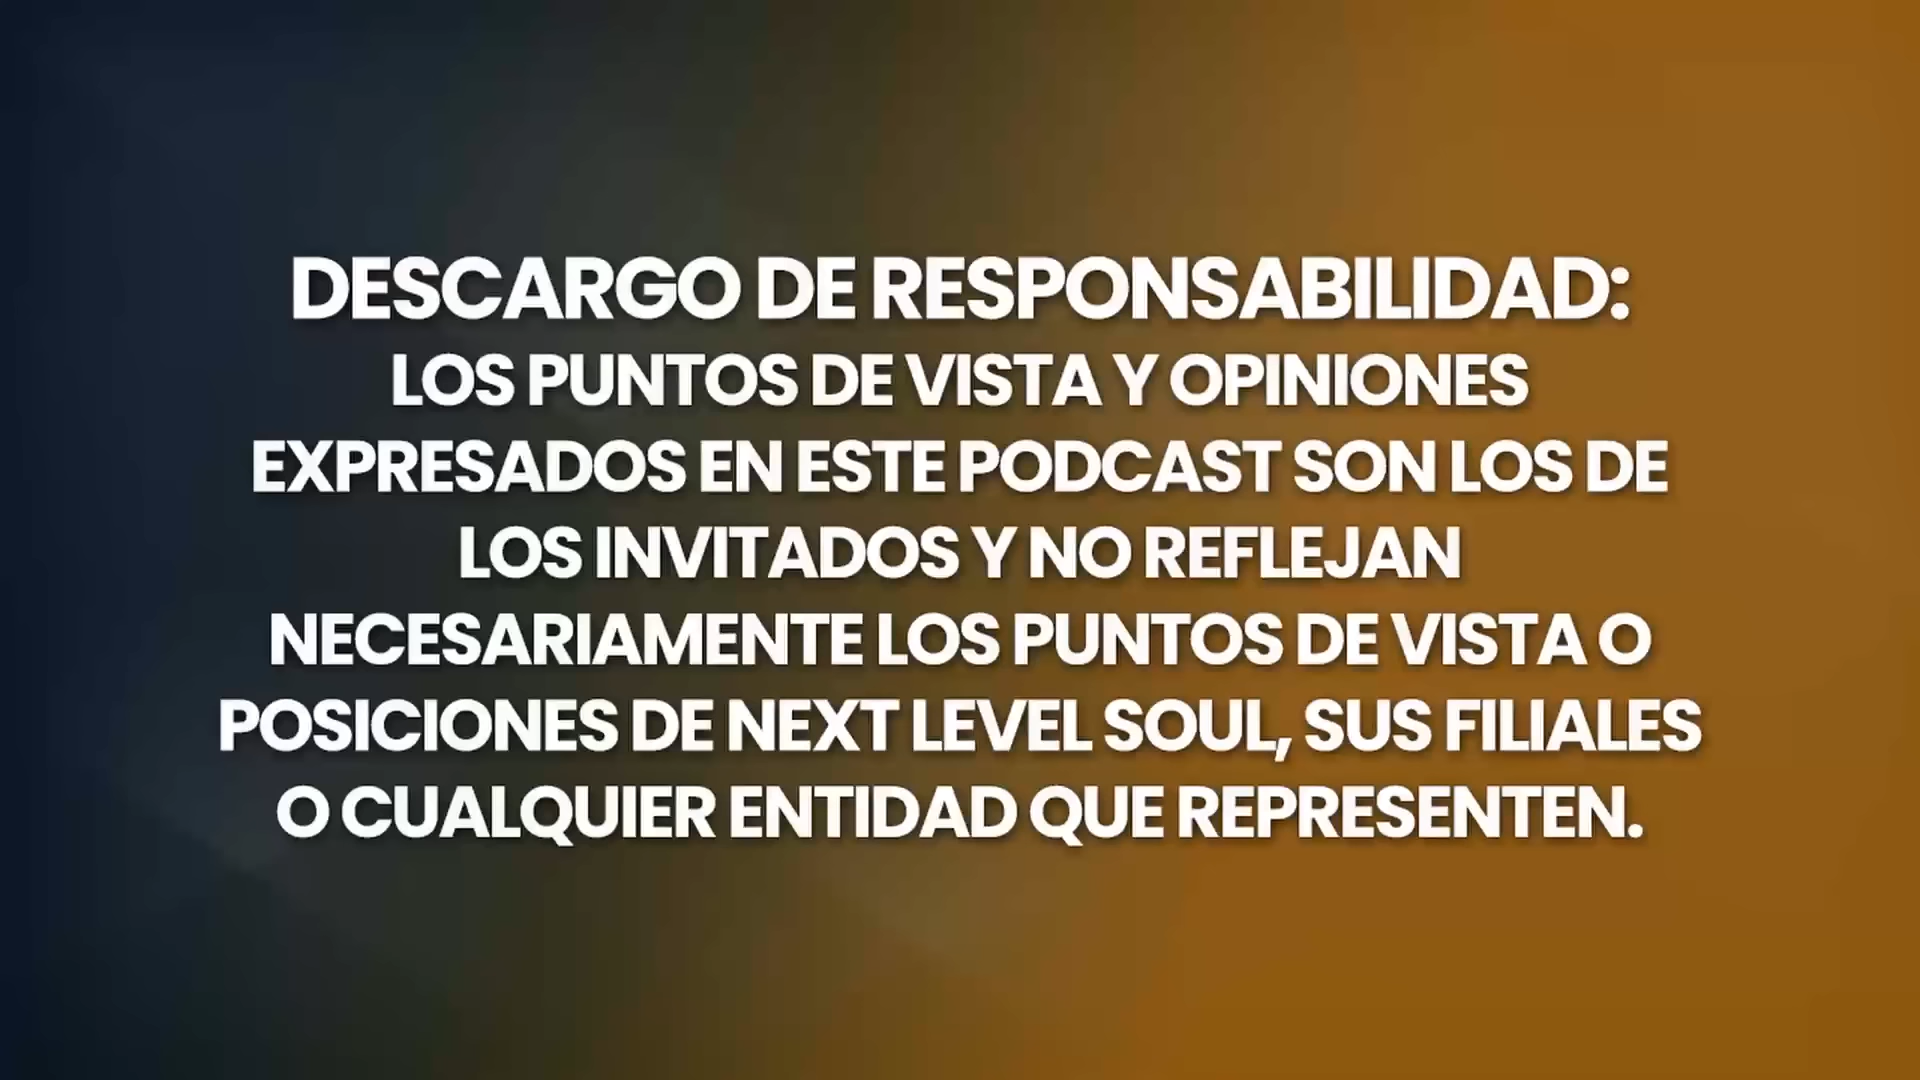 DESCARGO DE RESPONSABILIDAD:
LOS PUNTOS DE VISTA Y OPINIONES
EXPRESADOS EN ESTE PODCAST SON LOS DE
LOS INVITADOS Y NO REFLEJAN
NECESARIAMENTE LOS PUNTOS DE VISTA O
POSICIONES DE NEXT LEVEL SOUL, SUS FILIALES
O CUALQUIER ENTIDAD QUE REPRESENTEN.